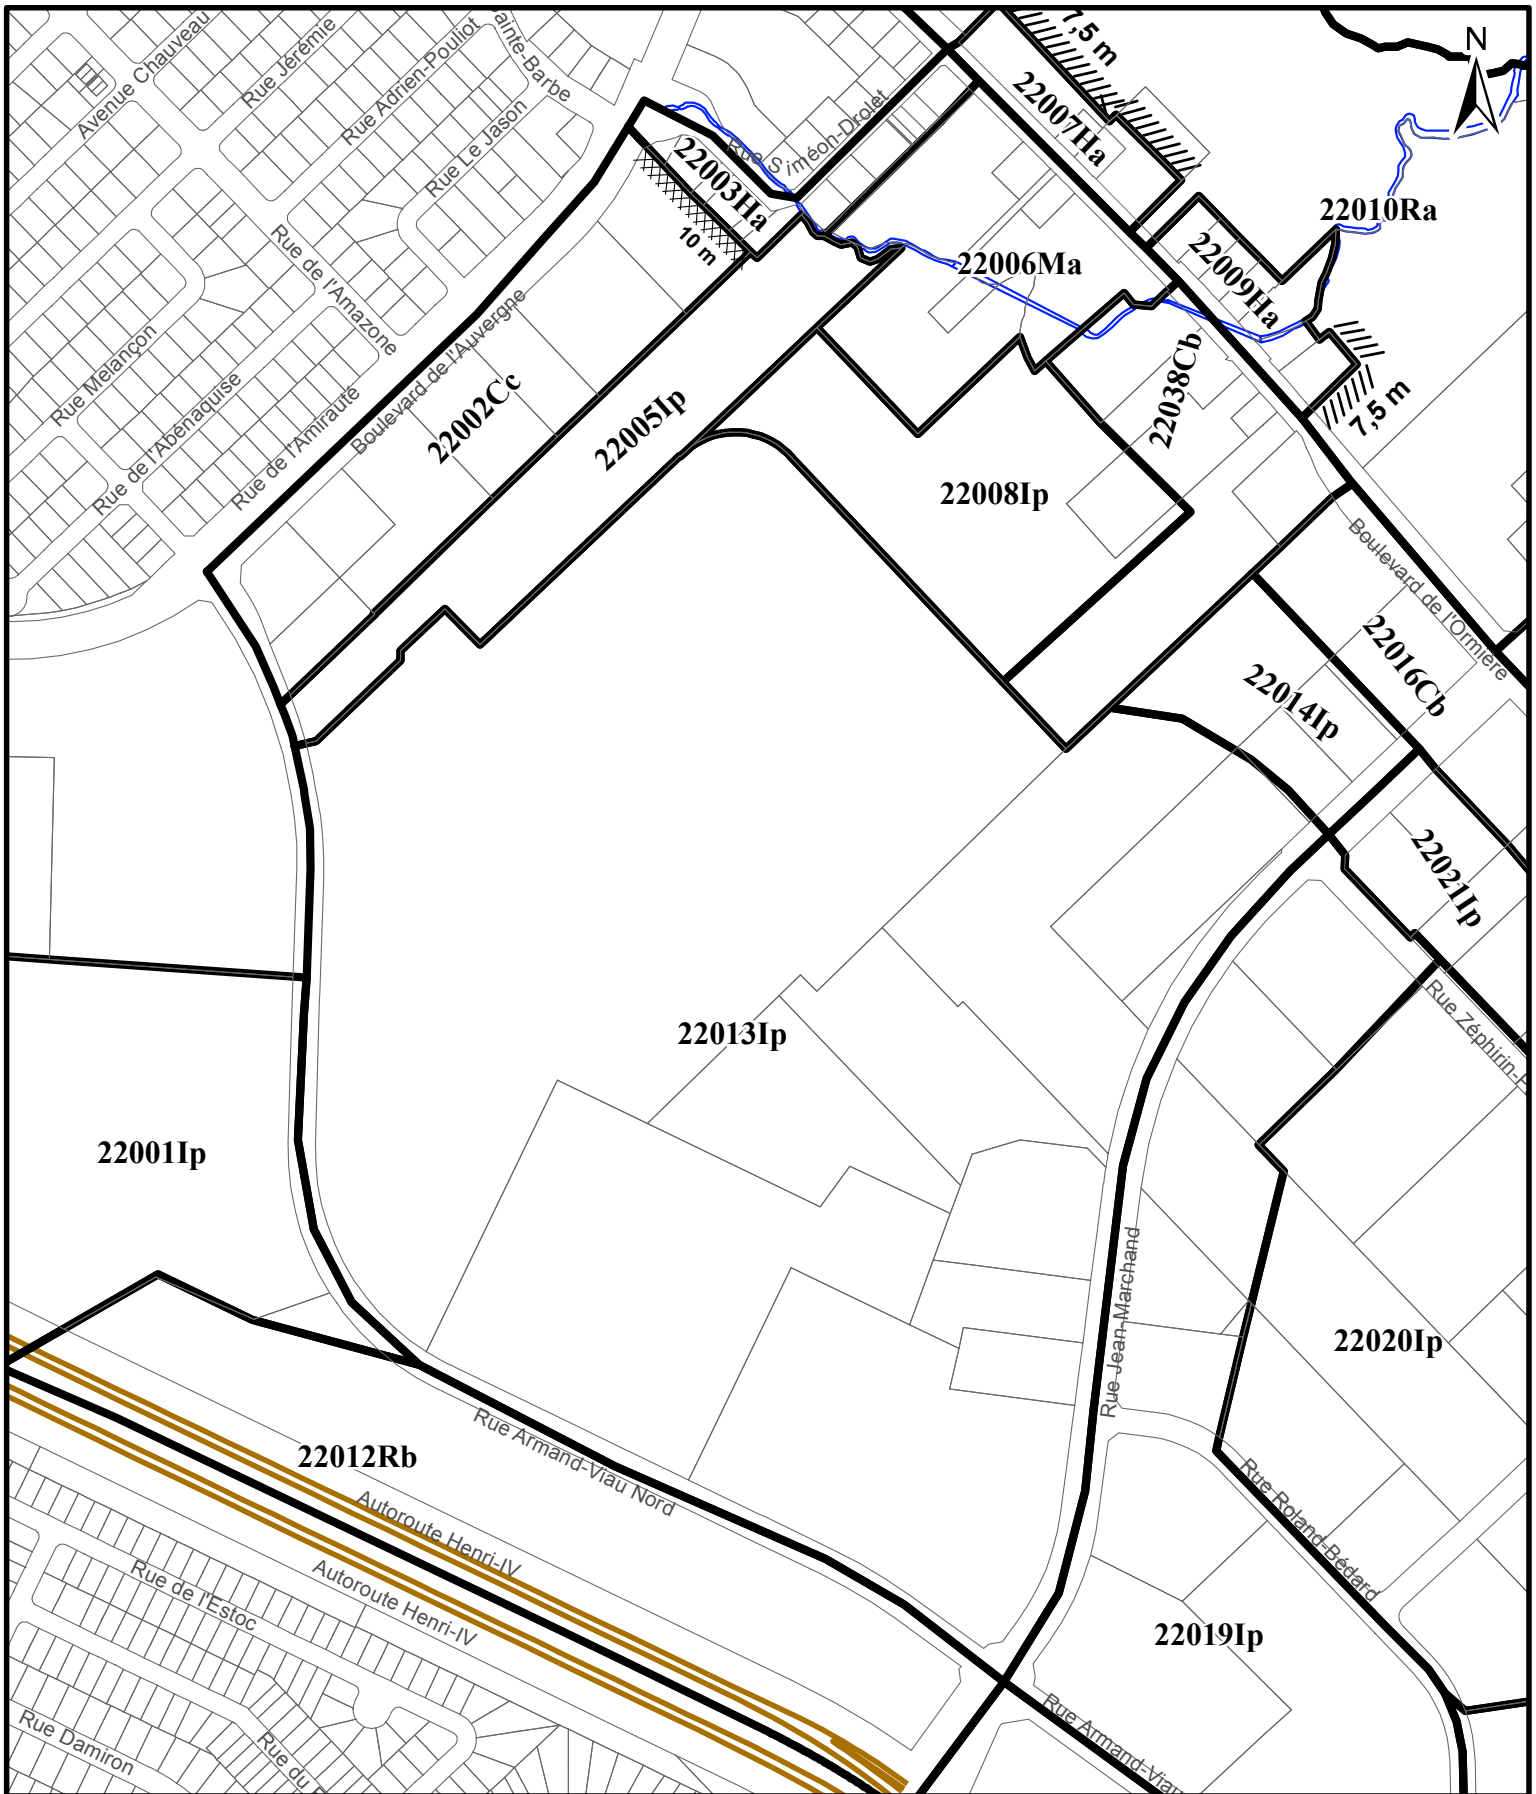 Avenue Chauveau
Rue Jérémie
Rue Adrien-Pouliot
Sainte-Barbe
Rue Le Jason
7,5 m
N
22007Ha
Rue Siméon-Drolet
22003Ha
10 m
22010Ra
22009Ha
22006Ma
Rue de l'Amazone
Rue Melançon
Rue de l'Abénaquise
Rue de l'Amirauté
Boulevard de l'Auvergne
22002Cc
22005Ip
22038Cb
7,5 m
22008Ip
Boulevard de l'Ormière
22016Cb
22014Ip
22021Ip
Rue Zéphirin-P
22013Ip
22001Ip
Rue Jean-Marchand
22020Ip
22012Rb
Rue Armand-Viau Nord
Autoroute Henri-IV
Autoroute Henri-IV
Rue Roland-Bédard
Rue de l'Estoc
22019Ip
Rue Damiron
Rue du
Rue Armand-Viau